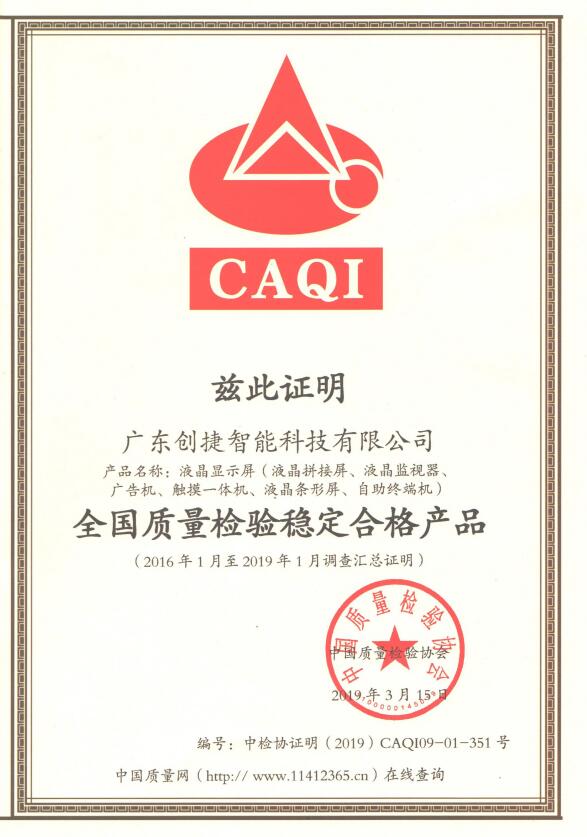 CAQI
兹此证明
广东创捷智能科技有限公司
产品名称：液晶显示屏（液晶拼接屏、液晶监视器、
广告机、触摸一体机、液晶条形屏、自助终端机）
全国质量检验稳定合格产品
（2016年1月至2019年1月调查汇总证明）
中国质量检验协会
中国质量检验协会
2019年3月15日
编号：中检协证明（2019）CAQI09-01-351号
中国质量网（http:// www.11412365.cn）在线查询